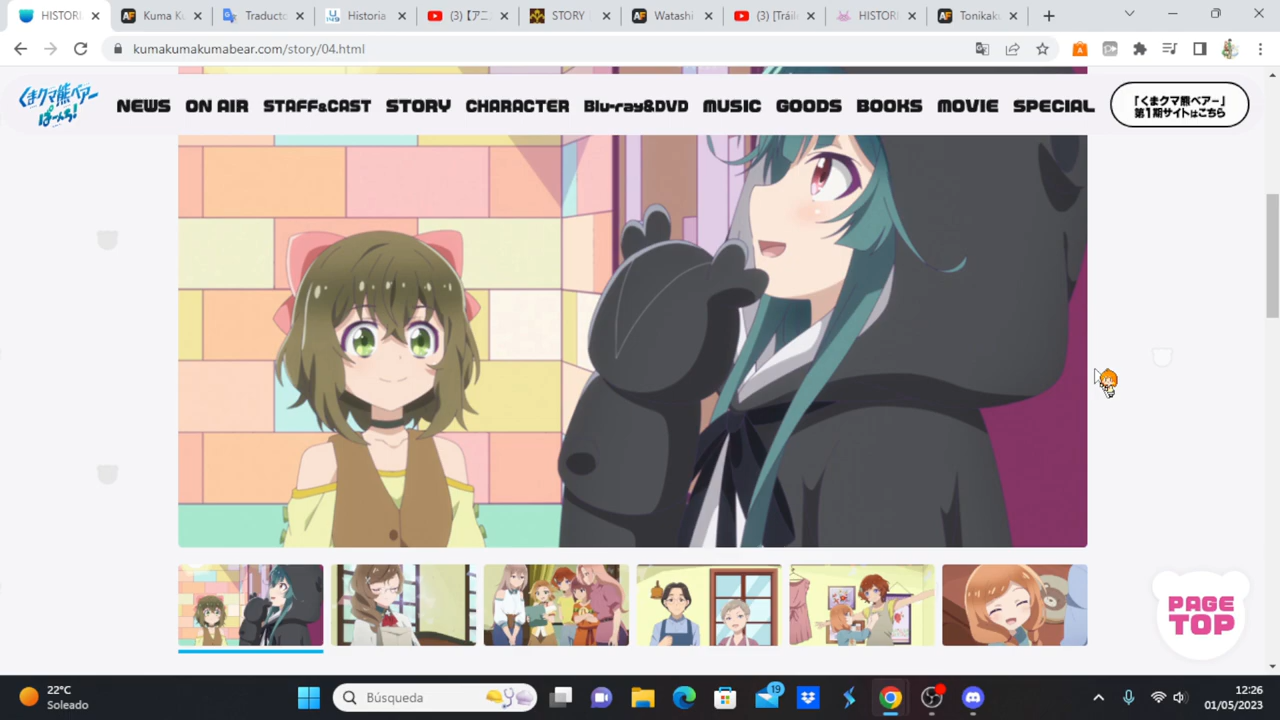 HISTORI
Kuma K
Traducto
Historia
(3)【アニ
STORY
Watashi
(3) [Tráile
HISTORI
Tonikak
kumakumakumabear.com/story/04.html
くまクマ熊ベアー
ぱーんち!
NEWS
ON AIR
STAFF&CAST
STORY
CHARACTER
Blu-ray&DVD
MUSIC
GOODS
BOOKS
MOVIE
SPECIAL
「くまクマ熊ベアー」
第1期サイトはこちら
PAGE
TOP
22°C
Soleado
Búsqueda
19
12:26
01/05/2023